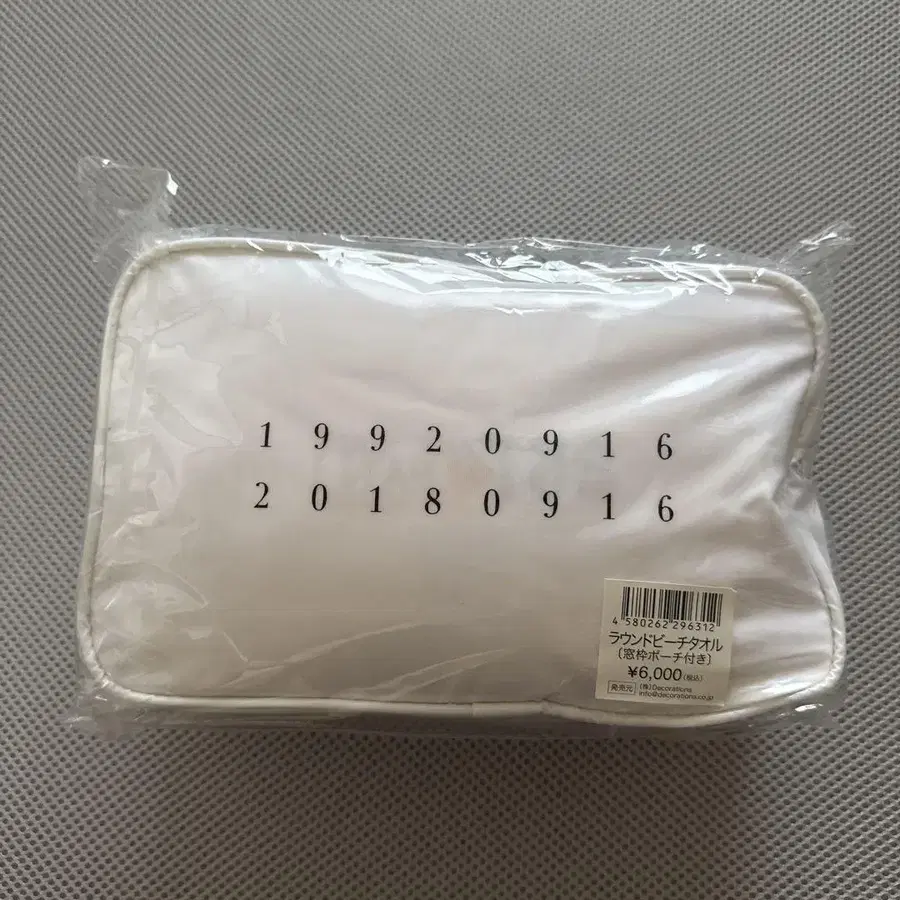 1 9 9 2 0 9 1 6
2 0 1 8 0 9 1 6
4 580262 296312
ラウンドビーチタオル
〔窓枠ポーチ付き〕
¥6,000(税込)
発売元 (株)Decorations
info@decorations.co.jp